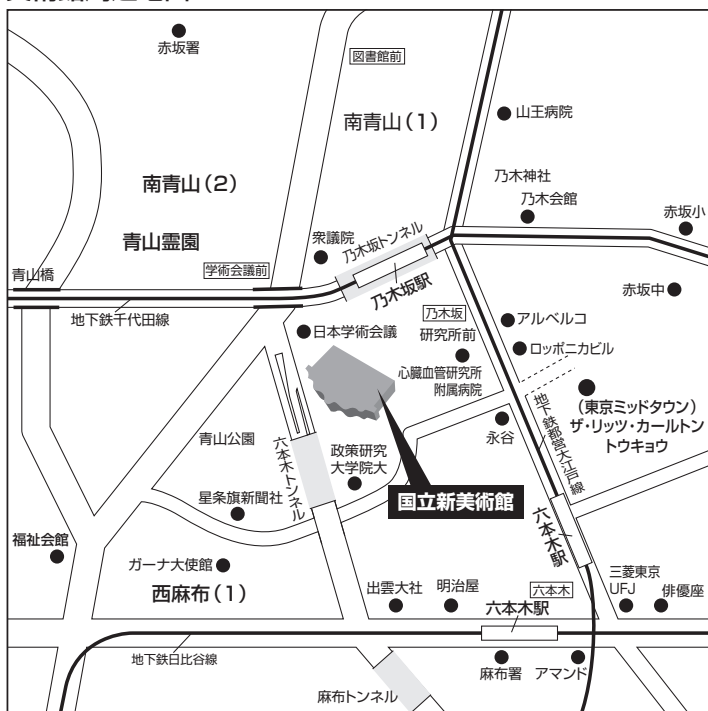 赤坂署
図書館前
南青山（1）
山王病院
南青山（2）
乃木神社
乃木会館
赤坂小
青山霊園
衆議院
乃木坂トンネル
学術会議前
青山橋
乃木坂駅
赤坂中
地下鉄千代田線
日本学術会議
乃木坂
研究所前
アルベルコ
ロッポニカビル
心臓血管研究所
附属病院
（東京ミッドタウン）
ザ・リッツ・カールトン
トウキョウ
地下鉄都営大江戸線
青山公園
六本木トンネル
政策研究
大学院大
永谷
国立新美術館
星条旗新聞社
六本木駅
福祉会館
ガーナ大使館
西麻布（1）
出雲大社
明治屋
六本木
六本木駅
三菱東京
UFJ
俳優座
地下鉄日比谷線
麻布署
アマンド
麻布トンネル